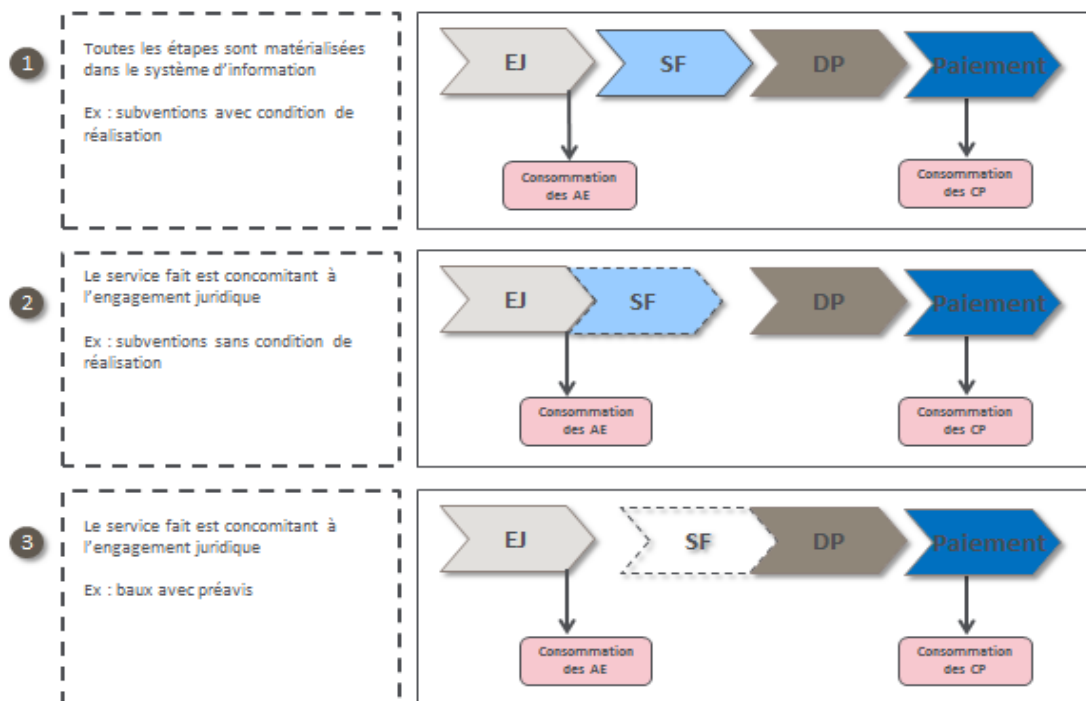 1
Toutes les étapes sont matérialisées
dans le système d'information
Ex : subventions avec condition de
réalisation
EJ
SF
DP
Paiement
Consommation
des AE
Consommation
des CP
2
Le service fait est concomitant à
l'engagement juridique
Ex : subventions sans condition de
réalisation
EJ
SF
DP
Paiement
Consommation
des AE
Consommation
des CP
3
Le service fait est concomitant à
l'engagement juridique
Ex : baux avec préavis
EJ
SF
DP
Paiement
Consommation
des AE
Consommation
des CP